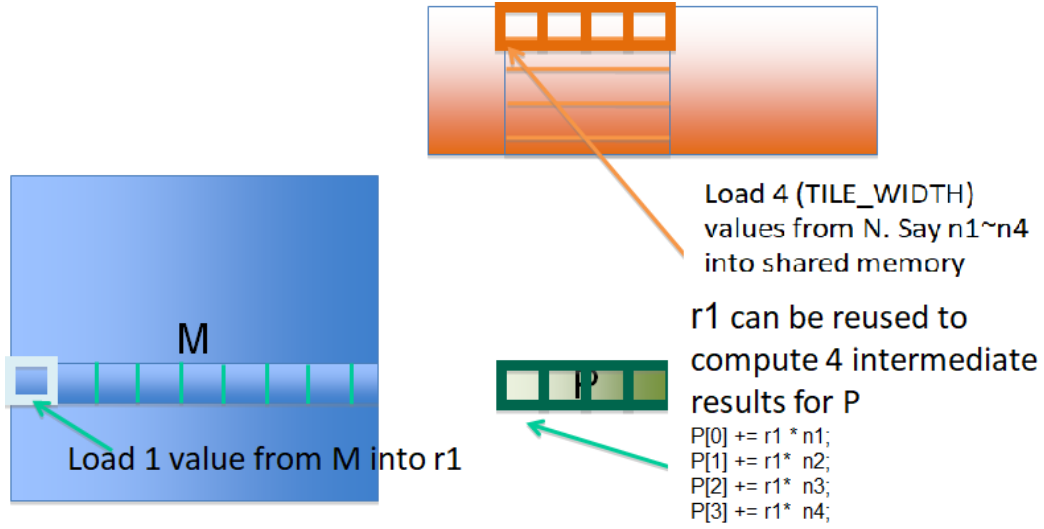 Load 4 (TILE_WIDTH)
values from N. Say n1~n4
into shared memory
M
Load 1 value from M into r1
P
r1 can be reused to
compute 4 intermediate
results for P
P[0] += r1 * n1;
P[1] += r1* n2;
P[2] += r1* n3;
P[3] += r1* n4;